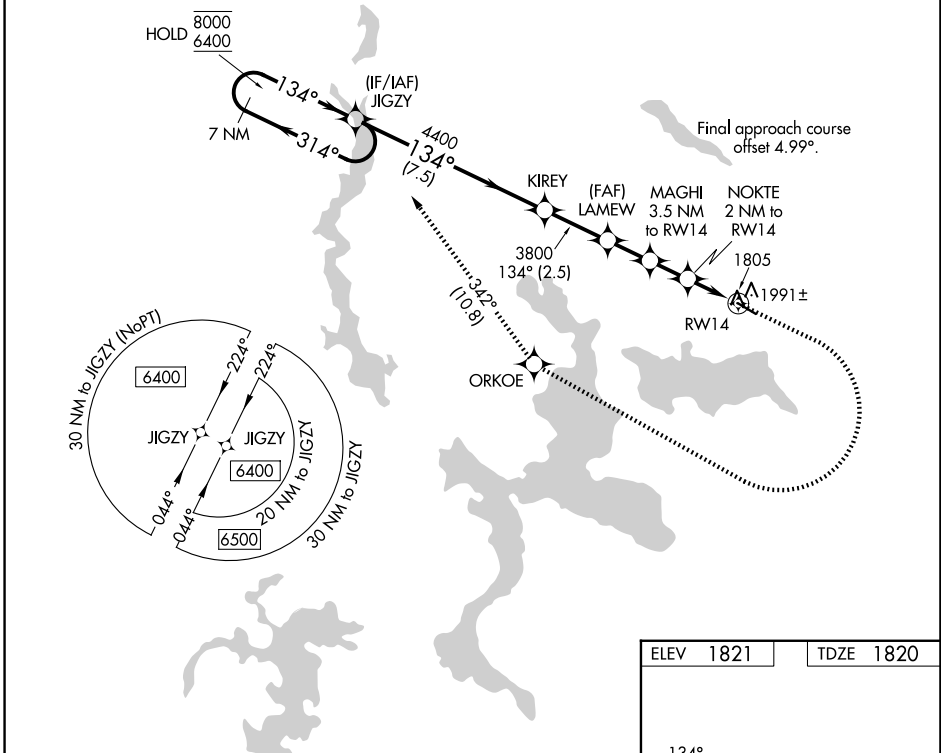 HOLD 8000
6400
134°
(IF/IAF)
JIGZY
7 NM
314°
4400
134°
(7.5)
Final approach course
offset 4.99°.
KIREY
(FAF)
LAMEW
MAGHI
3.5 NM
to RW14
NOKTE
2 NM to
RW14
3800
134° (2.5)
1805
1991±
RW14
342°
(10.8)
ORKOE
30 NM to JIGZY (NoPT)
224°
224°
6400
JIGZY
JIGZY
6400
20 NM to JIGZY
30 NM to JIGZY
044°
044°
6500
ELEV 1821
TDZE 1820
134°